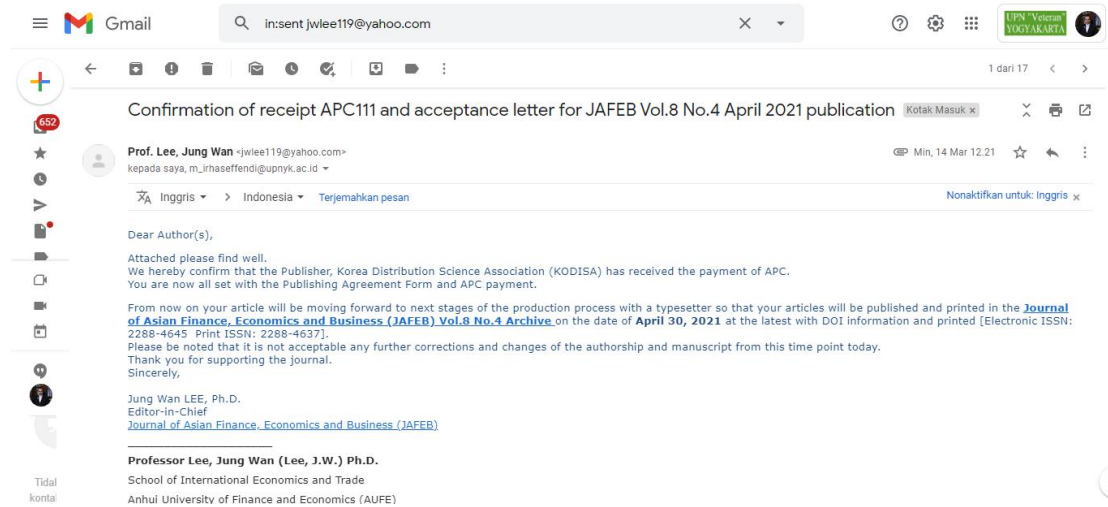 Gmail
in:sent jwlee119@yahoo.com
UPN "Veteran"
YOGYAKARTA
1 dari 17
652
Confirmation of receipt APC111 and acceptance letter for JAFEB Vol.8 No.4 April 2021 publication Kotak Masuk ×
Prof. Lee, Jung Wan <jwlee119@yahoo.com>
Min, 14 Mar 12.21
kepada saya, m_irhaseffendi@upnyk.ac.id
Inggris > Indonesia Terjemahkan pesan
Nonaktifkan untuk: Inggris ×
Dear Author(s),
Attached please find well.
We hereby confirm that the Publisher, Korea Distribution Science Association (KODISA) has received the payment of APC.
You are now all set with the Publishing Agreement Form and APC payment.
From now on your article will be moving forward to next stages of the production process with a typesetter so that your articles will be published and printed in the Journal
of Asian Finance, Economics and Business (JAFEB) Vol.8 No.4 Archive on the date of April 30, 2021 at the latest with DOI information and printed [Electronic ISSN:
2288-4645 Print ISSN: 2288-4637].
Please be noted that it is not acceptable any further corrections and changes of the authorship and manuscript from this time point today.
Thank you for supporting the journal.
Sincerely,
Jung Wan LEE, Ph.D.
Editor-in-Chief
Journal of Asian Finance, Economics and Business (JAFEB)
Professor Lee, Jung Wan (Lee, J.W.) Ph.D.
School of International Economics and Trade
Anhui University of Finance and Economics (AUFE)
Tidal
kontal